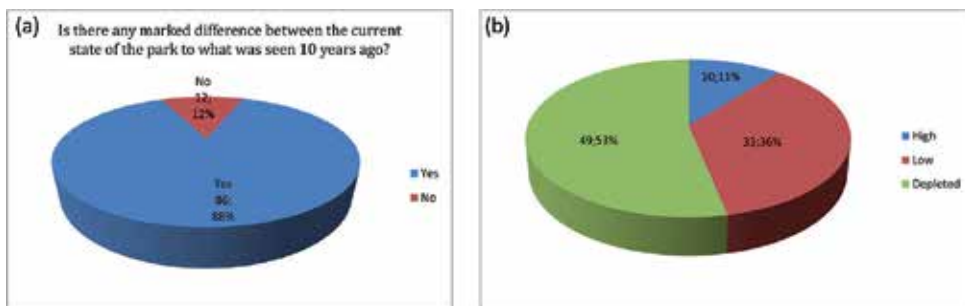 (a)
Is there any marked difference between the current
state of the park to what was seen 10 years ago?
No
12;
12%
Yes
86;
88%
Yes
No
(b)
10;11%
33;36%
49;53%
High
Low
Depleted